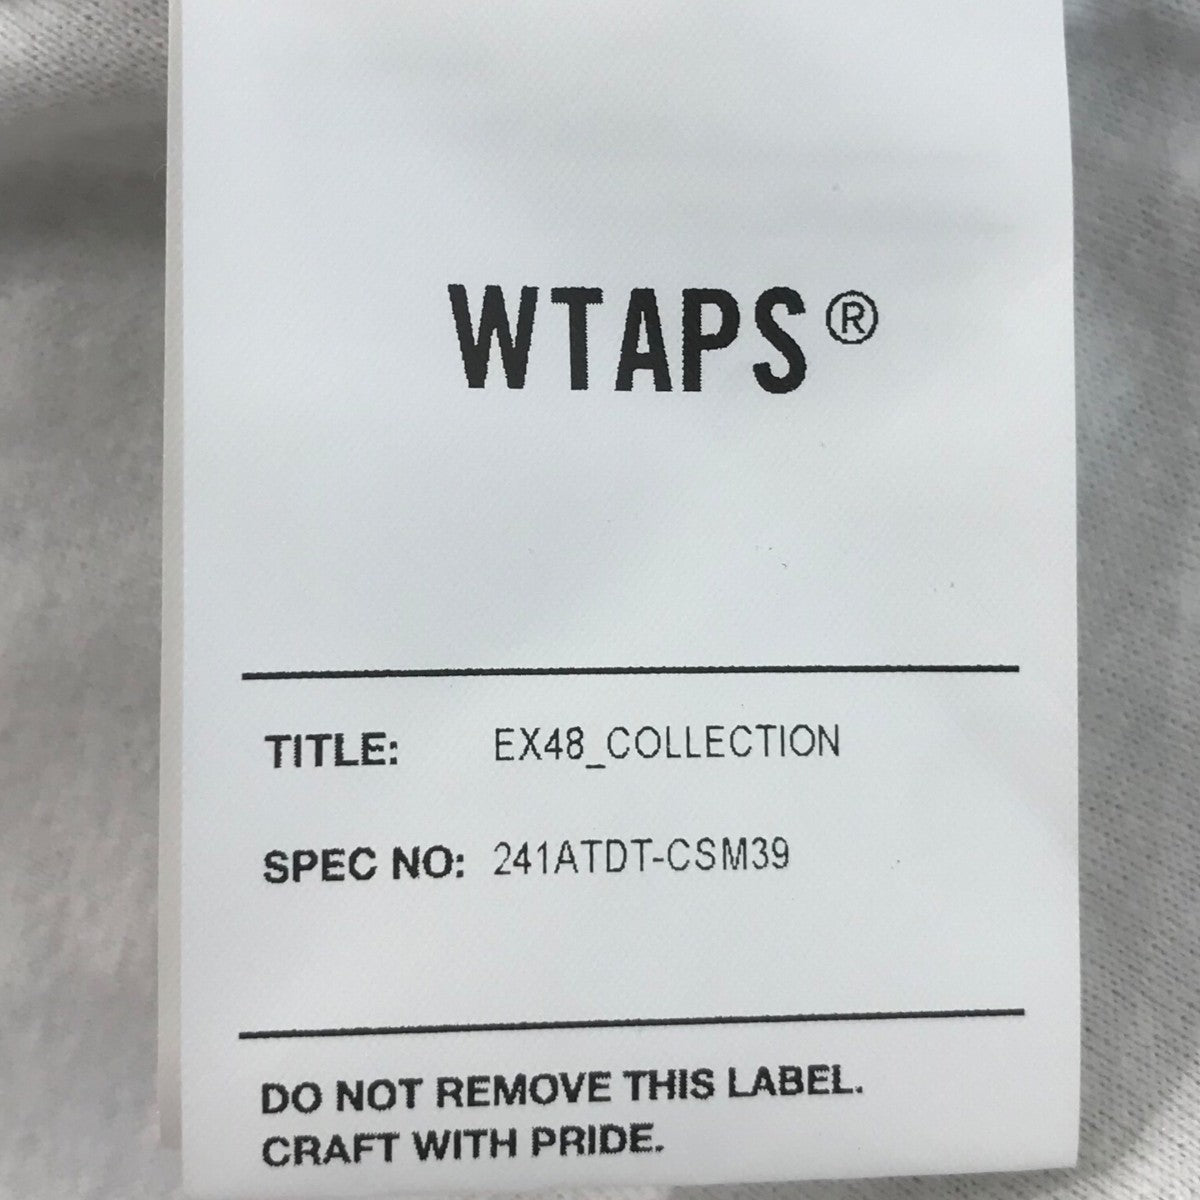 WTAPS®
TITLE: EX48_COLLECTION
SPEC NO: 241ATDT-CSM39
DO NOT REMOVE THIS LABEL.
CRAFT WITH PRIDE.